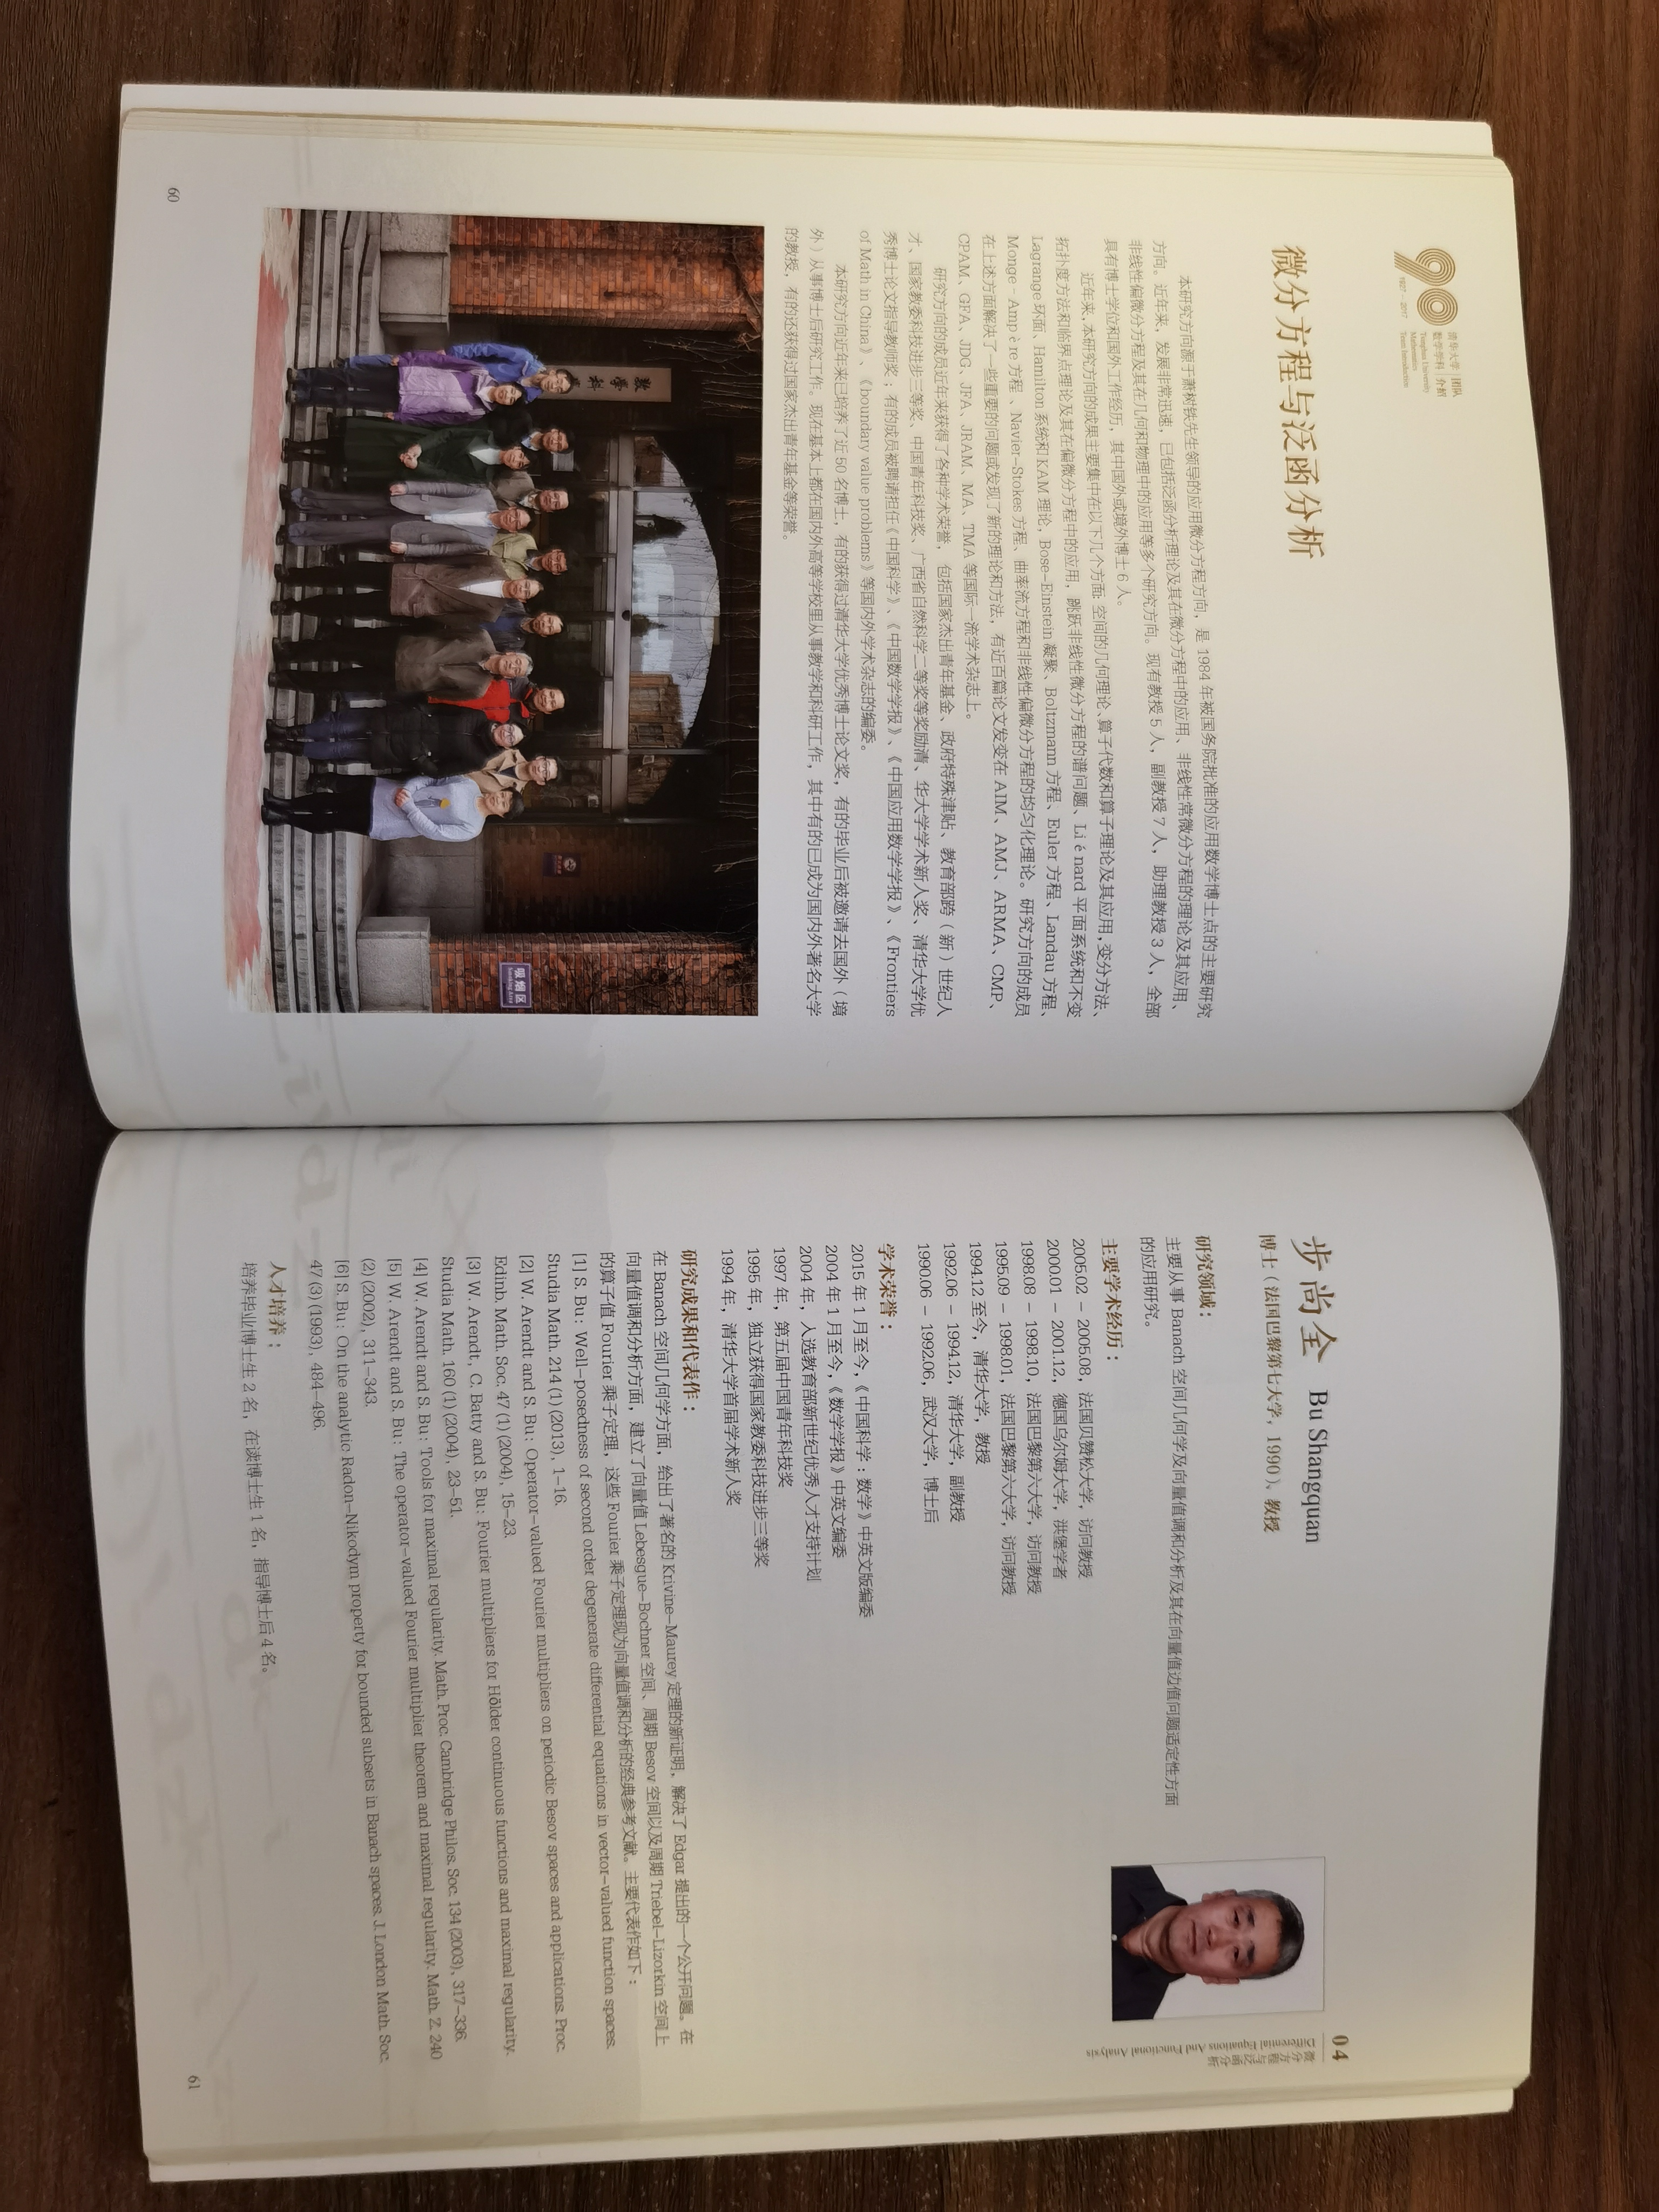 清华大学 | 团队
数学学科 | 介绍
Tsinghua University
Mathematics
Team Introduction
1927 - 2017
微分方程与泛函分析
本研究方向源于萧树铁先生领导的应用微分方程方向，是 1984 年被国务院批准的应用数学博士点的主要研究
方向。近年来，发展非常迅速，已包括泛函分析理论及其在微分方程中的应用、非线性常微分方程的理论及其应用、
非线性偏微分方程及其在几何和物理中的应用等多个研究方向。现有教授 5 人，副教授 7 人，助理教授 3 人，全部
具有博士学位和国外工作经历，其中国外或境外博士 6 人。
近年来，本研究方向的成果主要集中在以下几个方面: 空间的几何理论、算子代数和算子理论及其应用,变分方法、
拓扑度方法和临界点理论及其在偏微分方程中的应用，跳跃非线性微分方程的谱问题、Li é nard 平面系统和不变
Lagrange 环面、Hamilton 系统和 KAM 理论，Bose-Einstein 凝聚、Boltzmann 方程、Euler 方程、Landau 方程、
Monge - Amp è re 方程 、Navier-Stokes 方程、曲率流方程和非线性偏微分方程的均匀化理论。研究方向的成员
在上述方面解决了一些重要的问题或发现了新的理论和方法，有近百篇论文发变在 AIM、AMJ、ARMA、CMP、
CPAM、GFA、JDG、JFA、JRAM、MA、TMA 等国际一流学术杂志上。
研究方向的成员近年来获得了各种学术荣誉，包括国家杰出青年基金、政府特殊津贴、教育部跨（新）世纪人
才、国家教委科技进步三等奖、中国青年科技奖、广西省自然科学二等奖等奖励清、华大学学术新人奖、清华大学优
秀博士论文指导教师奖；有的成员被聘请担任《中国科学》、《中国数学学报》、《中国应用数学学报》、《Frontiers
of Math in China》、《boundary value problems》等国内外学术杂志的编委。
本研究方向近年来已培养了近 50 名博士，有的获得过清华大学优秀博士论文奖，有的毕业后被邀请去国外（境
外）从事博士后研究工作。现在基本上都在国内外高等学校里从事教学和科研工作，其中有的已成为国内外著名大学
的教授，有的还获得过国家杰出青年基金等荣誉。
數學科
吸烟区
Smoking Area
60
04
微分方程与泛函分析
Differential Equations And Functional Analysis
步尚全 Bu Shangquan
博士（法国巴黎第七大学，1990）、教授
研究领域：
主要从事 Banach 空间几何学及向量值调和分析及其在向量值边值问题适定性方面
的应用研究。
主要学术经历：
2005.02 - 2005.08，法国贝赞松大学，访问教授
2000.01 - 2001.12，德国乌尔姆大学，洪堡学者
1998.08 - 1998.10，法国巴黎第六大学，访问教授
1995.09 - 1998.01，法国巴黎第六大学，访问教授
1994.12 至今，清华大学，教授
1992.06 - 1994.12，清华大学，副教授
1990.06 - 1992.06，武汉大学，博士后
学术荣誉：
2015 年 1 月至今，《中国科学：数学》中英文版编委
2004 年 1 月至今，《数学学报》中英文编委
2004 年，入选教育部新世纪优秀人才支持计划
1997 年，第五届中国青年科技奖
1995 年，独立获得国家教委科技进步三等奖
1994 年，清华大学首届学术新人奖
研究成果和代表作：
在 Banach 空间几何学方面，给出了著名的 Krivine-Maurey 定理的新证明，解决了 Edgar 提出的一个公开问题。在
向量值调和分析方面，建立了向量值 Lebesgue-Bochner 空间、周期 Besov 空间以及周期 Triebel-Lizorkin 空间上
的算子值 Fourier 乘子定理，这些 Fourier 乘子定理现为向量值调和分析的经典参考文献。主要代表作如下：
[1] S. Bu: Well-posedness of second order degenerate differential equations in vector-valued function spaces.
Studia Math. 214 (1) (2013), 1-16.
[2] W. Arendt and S. Bu: Operator-valued Fourier multipliers on periodic Besov spaces and applications. Proc.
Edinb. Math. Soc. 47 (1) (2004), 15-23.
[3] W. Arendt, C. Batty and S. Bu: Fourier multipliers for Hölder continuous functions and maximal regularity.
Studia Math. 160 (1) (2004), 23-51.
[4] W. Arendt and S. Bu: Tools for maximal regularity. Math. Proc. Cambridge Philos. Soc. 134 (2003), 317-336.
[5] W. Arendt and S. Bu: The operator-valued Fourier multiplier theorem and maximal regularity. Math. Z. 240
(2) (2002), 311-343.
[6] S. Bu: On the analytic Radon-Nikodym property for bounded subsets in Banach spaces. J. London Math. Soc.
47 (3) (1993), 484-496.
人才培养：
培养毕业博士生 2 名，在读博士生 1 名，指导博士后 4 名。
61